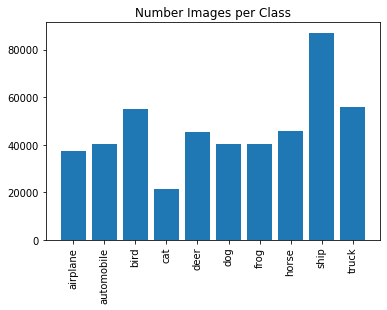 Number Images per Class
80000
60000
40000
20000
0
airplane
automobile
bird
cat
deer
dog
frog
horse
ship
truck